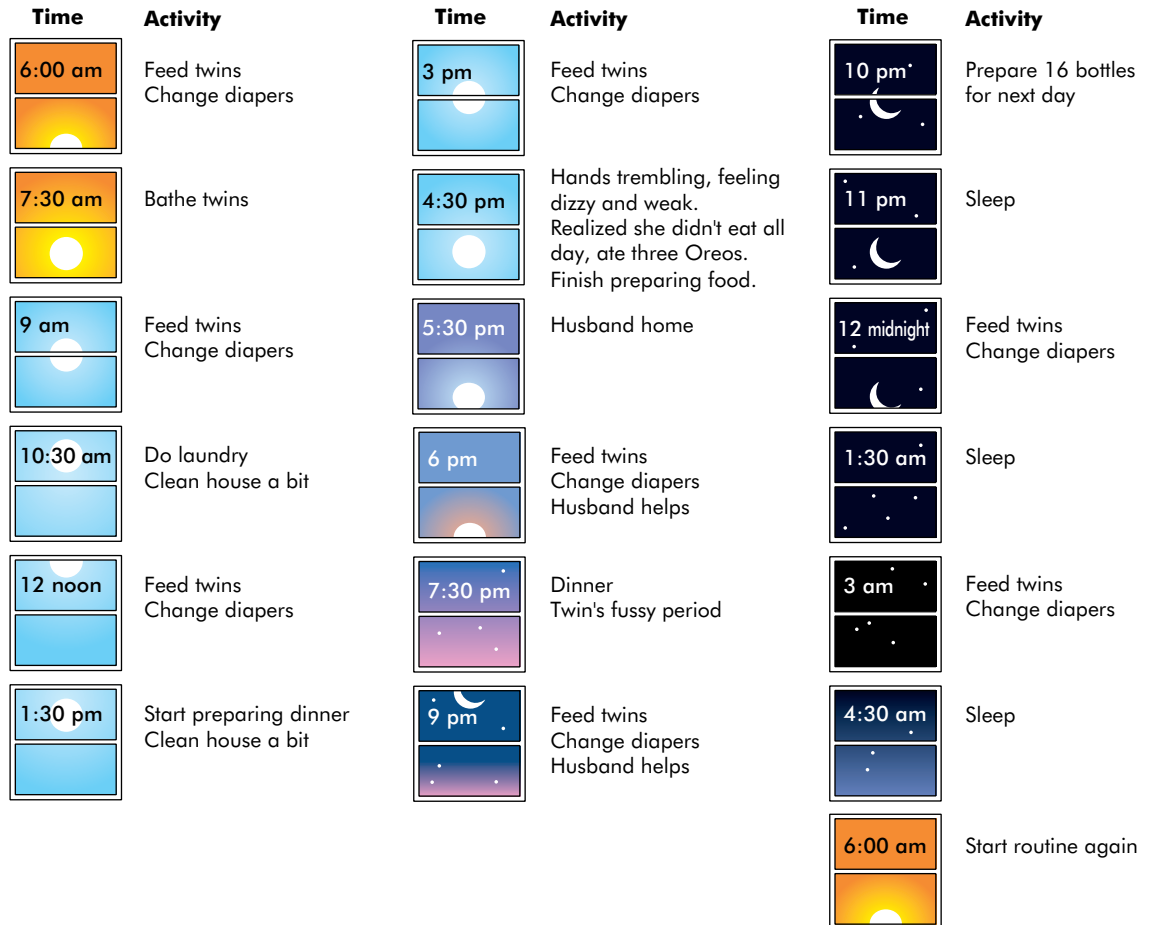 Time Activity
6:00 am
Feed twins
Change diapers
7:30 am
Bathe twins
9 am
Feed twins
Change diapers
10:30 am
Do laundry
Clean house a bit
12 noon
Feed twins
Change diapers
1:30 pm
Start preparing dinner
Clean house a bit
Time Activity
3 pm
Feed twins
Change diapers
4:30 pm
Hands trembling, feeling
dizzy and weak.
Realized she didn't eat all
day, ate three Oreos.
Finish preparing food.
5:30 pm
Husband home
6 pm
Feed twins
Change diapers
Husband helps
7:30 pm
Dinner
Twin's fussy period
9 pm
Feed twins
Change diapers
Husband helps
Time Activity
10 pm
Prepare 16 bottles
for next day
11 pm
Sleep
12 midnight
Feed twins
Change diapers
1:30 am
Sleep
3 am
Feed twins
Change diapers
4:30 am
Sleep
6:00 am
Start routine again